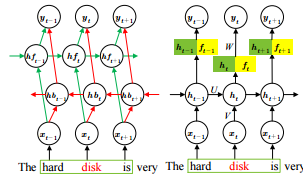 y_{t-1} y_t y_{t+1} y_{t-1} y_t y_{t+1}
h_{t-1} f_{t-1} W h_{t+1} f_{t+1}
hf_{t-1} hf_t hf_{t+1} h_t f_t
hb_{t-1} hb_t hb_{t+1} h_{t-1} U h_t h_{t+1}
V
x_{t-1} x_t x_{t+1} x_{t-1} x_t x_{t+1}
The hard disk is very The hard disk is very